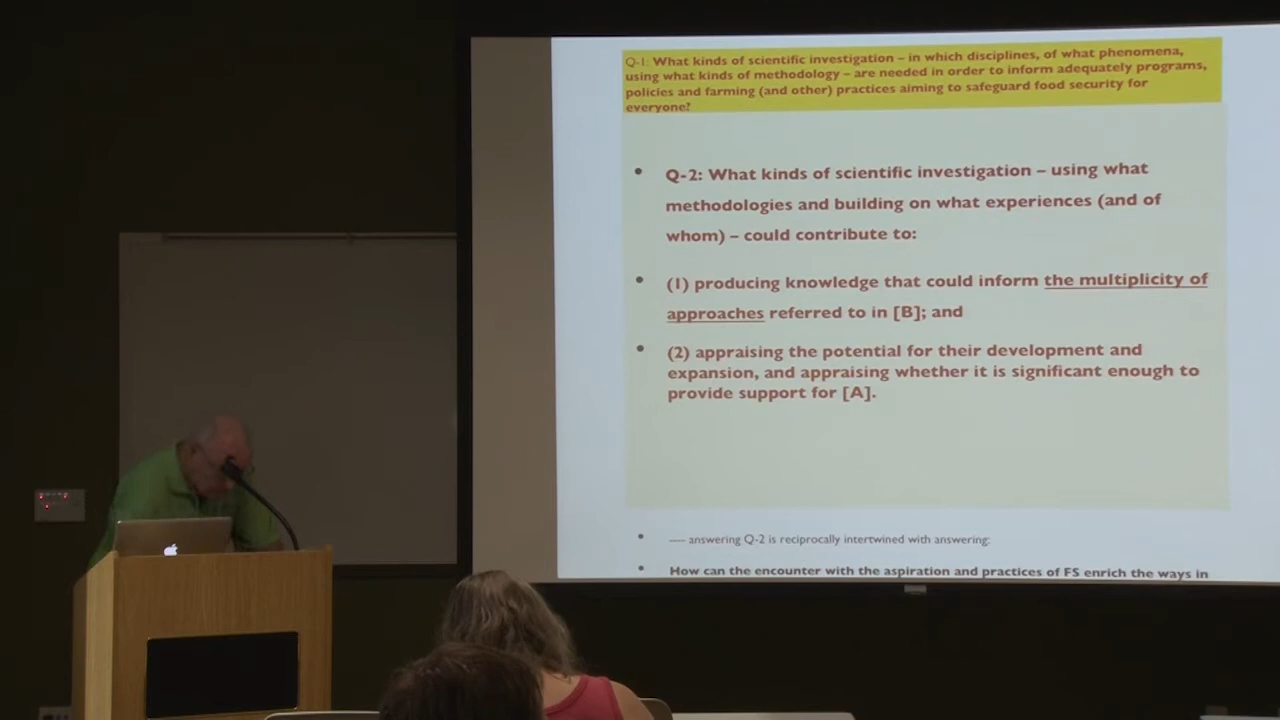 Q-1: What kinds of scientific investigation – in which disciplines, of what phenomena,
using what kinds of methodology – are needed in order to inform adequately programs,
policies and farming (and other) practices aiming to safeguard food security for
everyone?
• Q-2: What kinds of scientific investigation – using what
methodologies and building on what experiences (and of
whom) – could contribute to:
• (1) producing knowledge that could inform the multiplicity of
approaches referred to in [B]; and
• (2) appraising the potential for their development and
expansion, and appraising whether it is significant enough to
provide support for [A].
• ---- answering Q-2 is reciprocally intertwined with answering:
• How can the encounter with the aspiration and practices of FS enrich the ways in